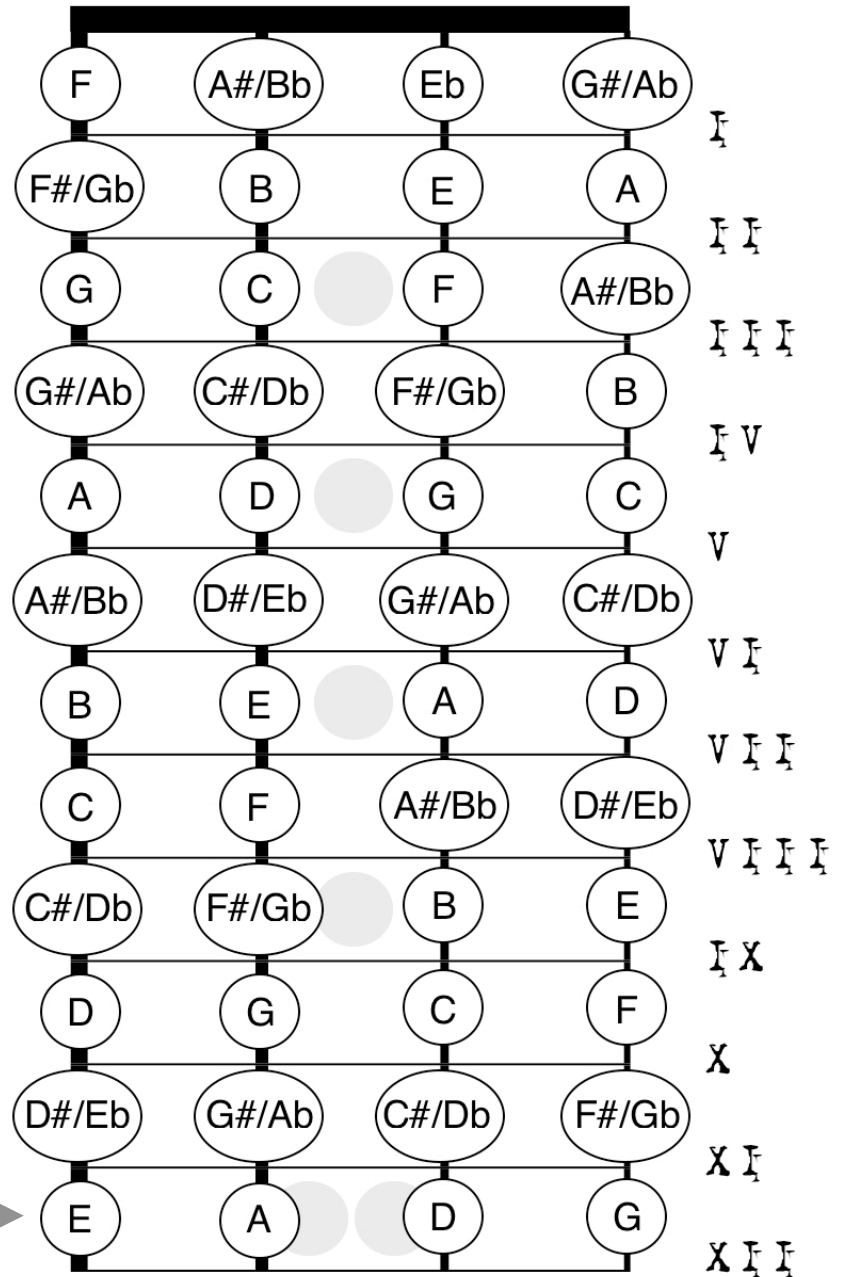 F A#/Bb Eb G#/Ab
I
F#/Gb B E A
II
G C F A#/Bb
III
G#/Ab C#/Db F#/Gb B
IV
A D G C
V
A#/Bb D#/Eb G#/Ab C#/Db
VI
B E A D
VII
C F A#/Bb D#/Eb
VIII
C#/Db F#/Gb B E
IX
D G C F
X
D#/Eb G#/Ab C#/Db F#/Gb
XI
E A D G
XII